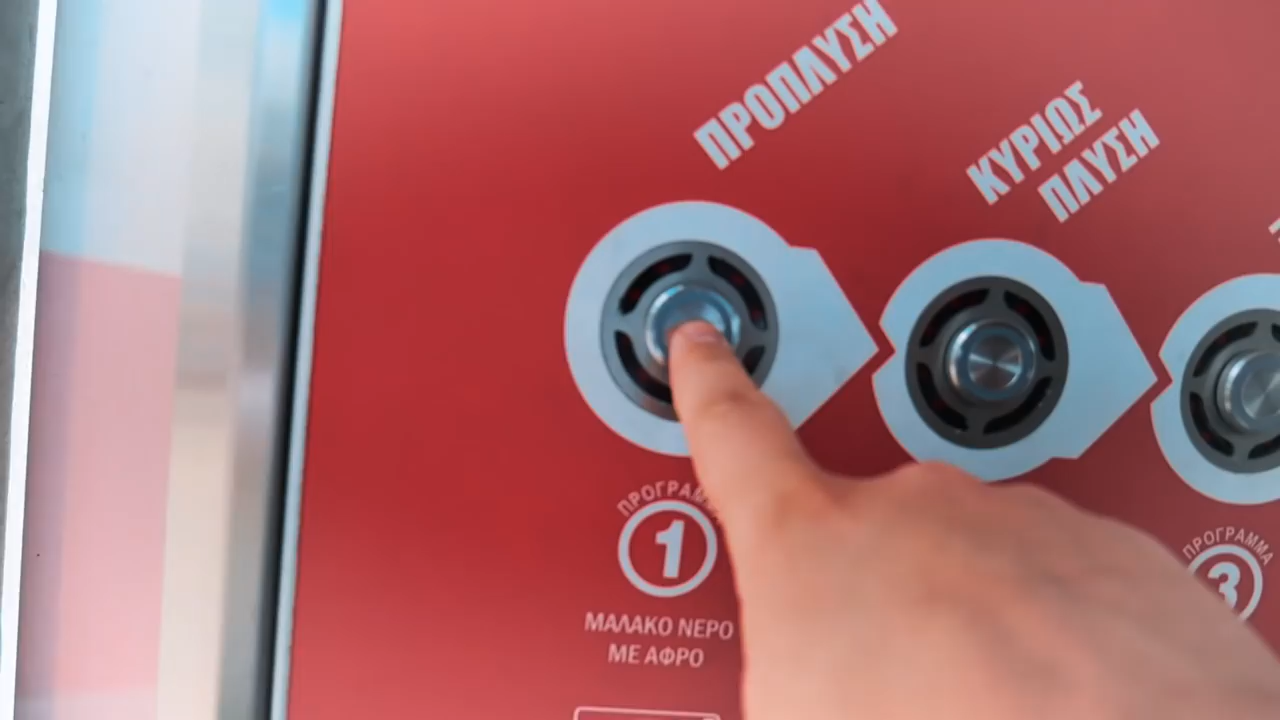 ΠΡΟΠΛΥΣΗ
ΚΥΡΙΩΣ
ΠΛΥΣΗ
1
ΜΑΛΑΚΟ ΝΕΡΟ
ΜΕ ΑΦΡΟ
ΠΡΟΓΡΑΜΜΑ
3